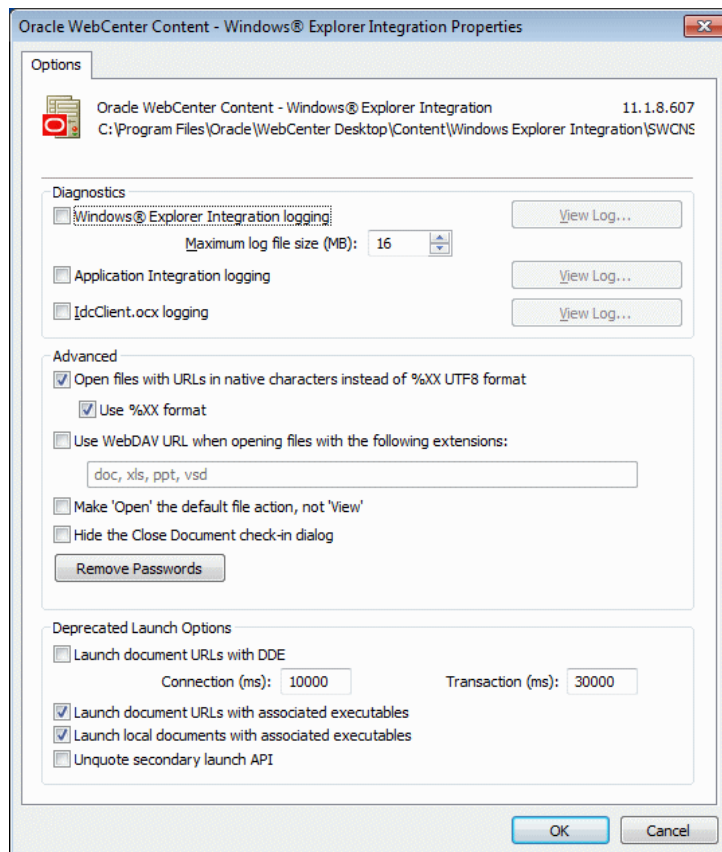 Oracle WebCenter Content - Windows® Explorer Integration Properties
Options
Oracle WebCenter Content - Windows® Explorer Integration 11.1.8.607
C:\Program Files\Oracle\WebCenter Desktop\Content\Windows Explorer Integration\SWCNS
Diagnostics
Windows® Explorer Integration logging View Log...
Maximum log file size (MB): 16
Application Integration logging View Log...
IdcClient.ocx logging View Log...
Advanced
Open files with URLs in native characters instead of %XX UTF8 format
Use %XX format
Use WebDAV URL when opening files with the following extensions:
doc, xls, ppt, vsd
Make 'Open' the default file action, not 'View'
Hide the Close Document check-in dialog
Remove Passwords
Deprecated Launch Options
Launch document URLs with DDE
Connection (ms): 10000 Transaction (ms): 30000
Launch document URLs with associated executables
Launch local documents with associated executables
Unquote secondary launch API
OK Cancel